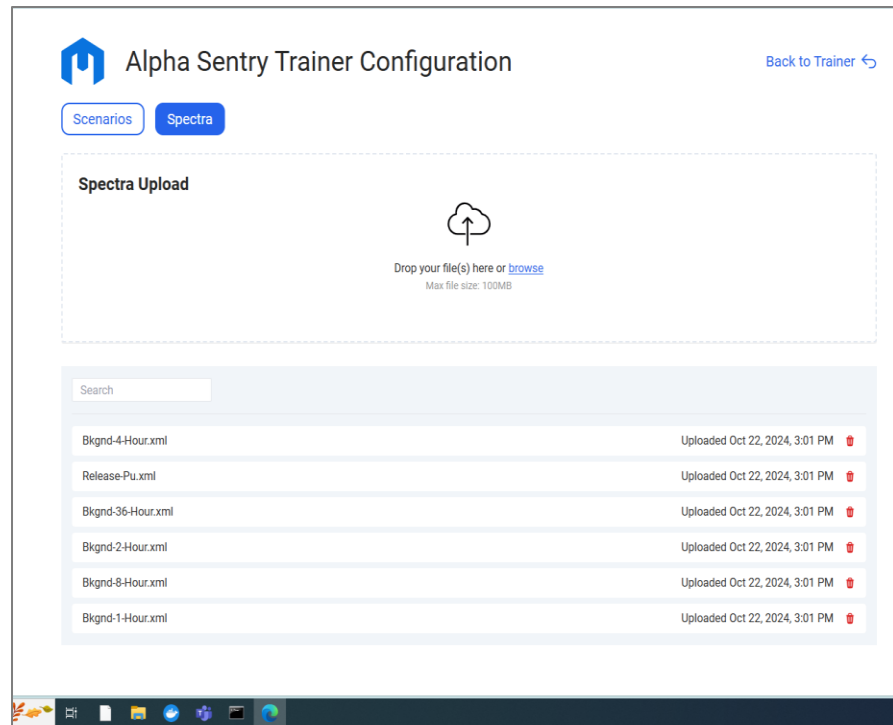 Alpha Sentry Trainer Configuration
Back to Trainer
Scenarios
Spectra
Spectra Upload
Drop your file(s) here or browse
Max file size: 100MB
Search
Bkgnd-4-Hour.xml Uploaded Oct 22, 2024, 3:01 PM
Release-Pu.xml Uploaded Oct 22, 2024, 3:01 PM
Bkgnd-36-Hour.xml Uploaded Oct 22, 2024, 3:01 PM
Bkgnd-2-Hour.xml Uploaded Oct 22, 2024, 3:01 PM
Bkgnd-8-Hour.xml Uploaded Oct 22, 2024, 3:01 PM
Bkgnd-1-Hour.xml Uploaded Oct 22, 2024, 3:01 PM